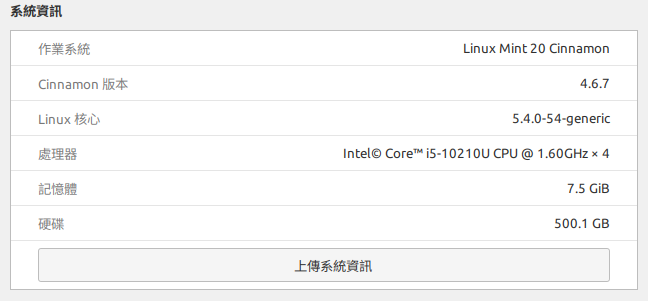 系統資訊
作業系統 Linux Mint 20 Cinnamon
Cinnamon 版本 4.6.7
Linux 核心 5.4.0-54-generic
處理器 Intel© Core™ i5-10210U CPU @ 1.60GHz × 4
記憶體 7.5 GiB
硬碟 500.1 GB
上傳系統資訊